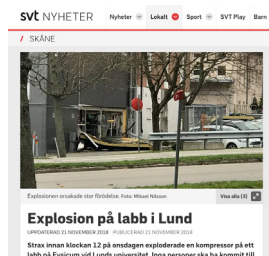 svt NYHETER Nyheter Lokalt Sport SVT Play Barn
/ SKÅNE
Explosionen orsakade stor förödelse. Foto: Mikael Nilsson Visa alla (3)
Explosion på labb i Lund
UPPDATERAD 21 NOVEMBER 2018 PUBLICERAD 21 NOVEMBER 2018
Strax innan klockan 12 på onsdagen exploderade en kompressor på ett
labb på Fysicum vid Lunds universitet. Inga personer ska ha kommit till